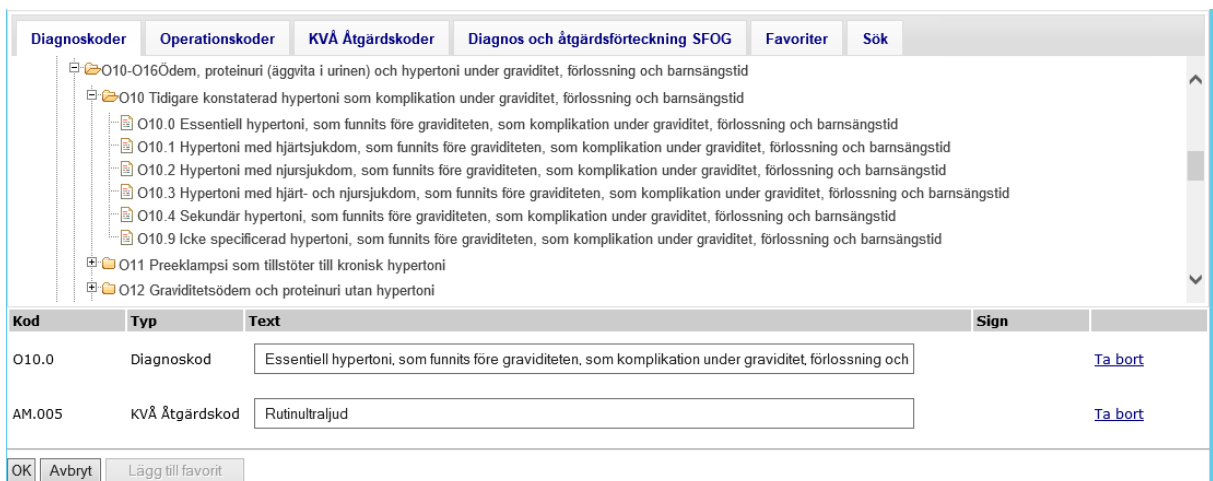 Diagnoskoder Operationskoder KVÅ Åtgärdskoder Diagnos och åtgärdsförteckning SFOG Favoriter Sök
O10-O16Ödem, proteinuri (äggvita i urinen) och hypertoni under graviditet, förlossning och barnsängstid
O10 Tidigare konstaterad hypertoni som komplikation under graviditet, förlossning och barnsängstid
O10.0 Essentiell hypertoni, som funnits före graviditeten, som komplikation under graviditet, förlossning och barnsängstid
O10.1 Hypertoni med hjärtsjukdom, som funnits före graviditeten, som komplikation under graviditet, förlossning och barnsängstid
O10.2 Hypertoni med njursjukdom, som funnits före graviditeten, som komplikation under graviditet, förlossning och barnsängstid
O10.3 Hypertoni med hjärt- och njursjukdom, som funnits före graviditeten, som komplikation under graviditet, förlossning och barnsängstid
O10.4 Sekundär hypertoni, som funnits före graviditeten, som komplikation under graviditet, förlossning och barnsängstid
O10.9 Icke specificerad hypertoni, som funnits före graviditeten, som komplikation under graviditet, förlossning och barnsängstid
O11 Preeklampsi som tillstöter till kronisk hypertoni
O12 Graviditetsödem och proteinuri utan hypertoni
Kod Typ Text Sign
O10.0 Diagnoskod Essentiell hypertoni, som funnits före graviditeten, som komplikation under graviditet, förlossning och Ta bort
AM.005 KVÅ Åtgärdskod Rutinultraljud Ta bort
OK Avbryt Lägg till favorit